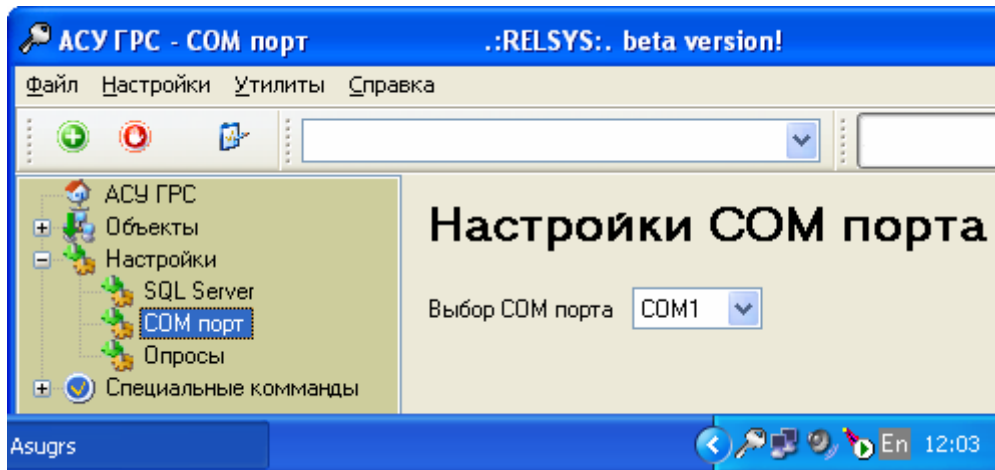 АСУ ГРС - COM порт .:RELSYS:. beta version!
Файл Настройки Утилиты Справка
АСУ ГРС
Объекты
Настройки
SQL Server
COM порт
Опросы
Специальные комманды
Настройки COM порта
Выбор COM порта COM1
Asugrs
En 12:03